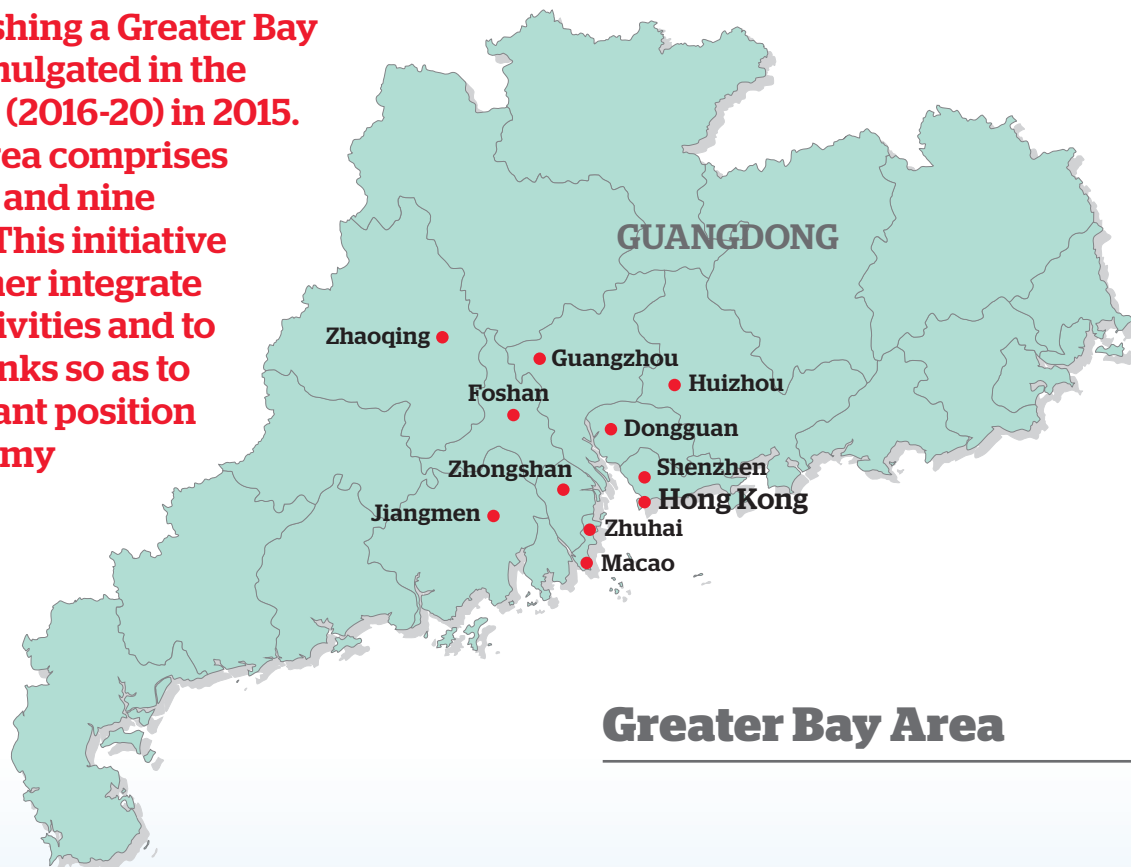 shing a Greater Bay
nulgated in the
(2016-20) in 2015.
rea comprises
and nine
This initiative
ner integrate
ivities and to
nks so as to
ant position
my
GUANGDONG
Zhaoqing
Guangzhou
Huizhou
Foshan
Dongguan
Zhongshan
Shenzhen
Hong Kong
Jiangmen
Zhuhai
Macao
Greater Bay Area